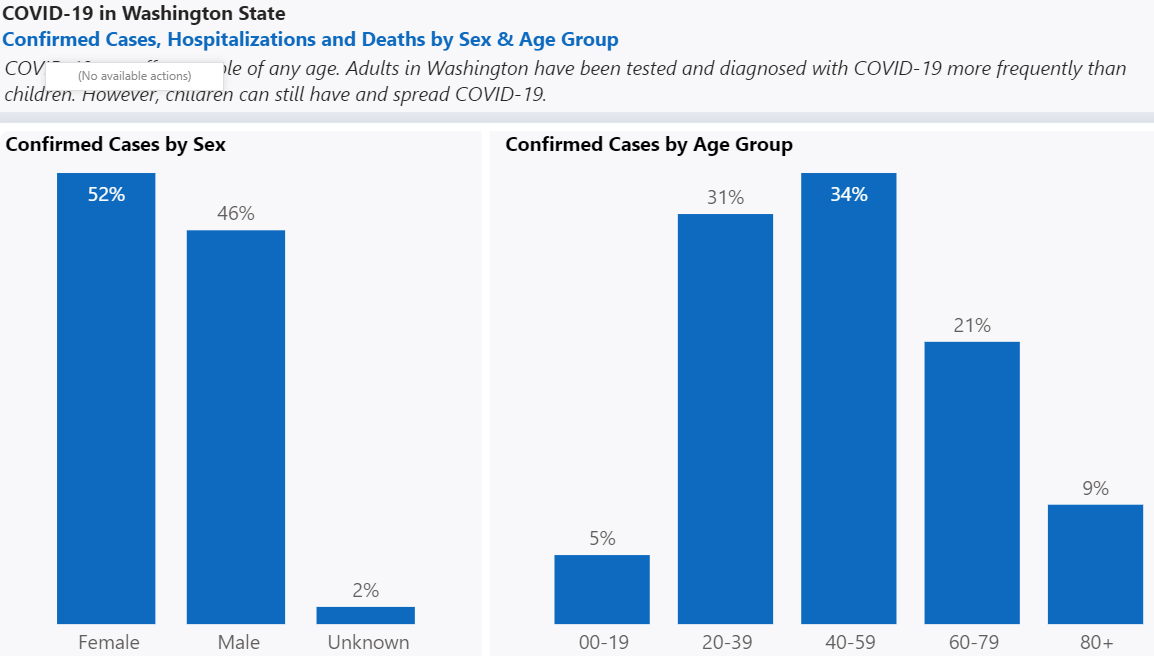 COVID-19 in Washington State
Confirmed Cases, Hospitalizations and Deaths by Sex & Age Group
of any age. Adults in Washington have been tested and diagnosed with COVID-19 more frequently than
(No available actions)
children. However, children can still have and spread COVID-19.
Confirmed Cases by Sex
52%
46%
2%
Female Male Unknown
Confirmed Cases by Age Group
34%
31%
21%
9%
5%
00-19 20-39 40-59 60-79 80+